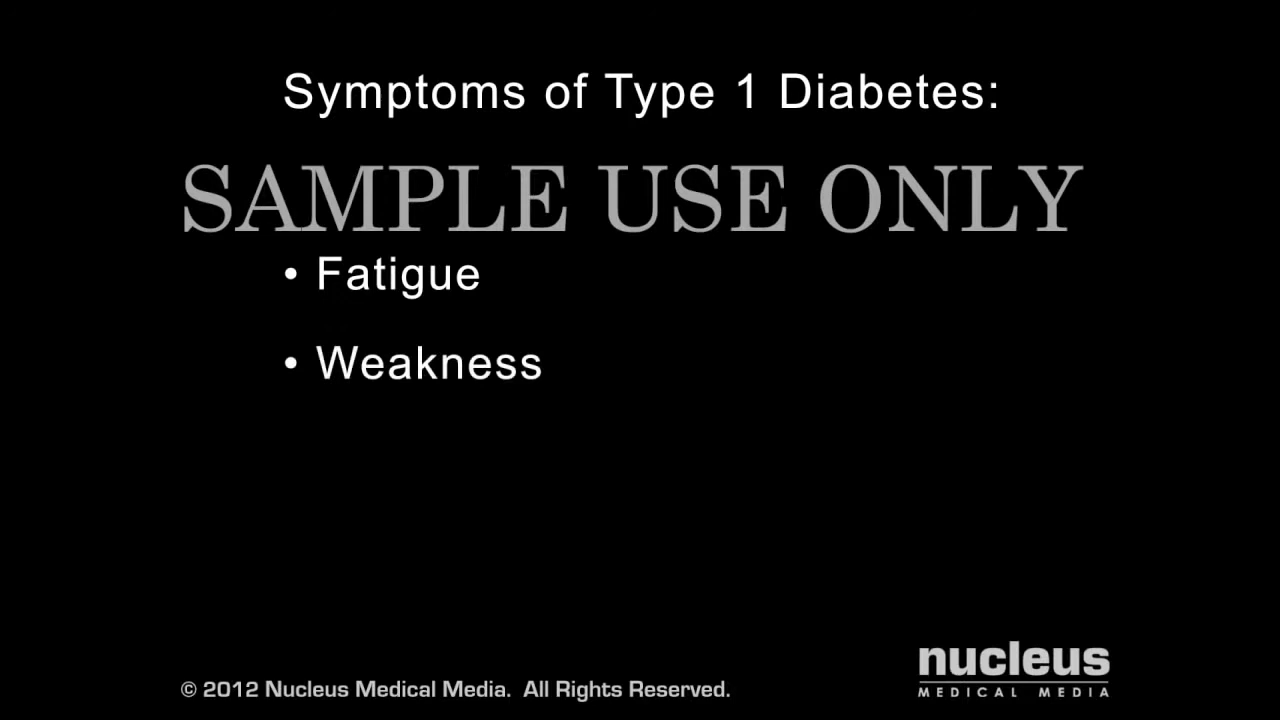 Symptoms of Type 1 Diabetes:
SAMPLE USE ONLY
• Fatigue
• Weakness
nucleus
MEDICAL MEDIA
© 2012 Nucleus Medical Media. All Rights Reserved.